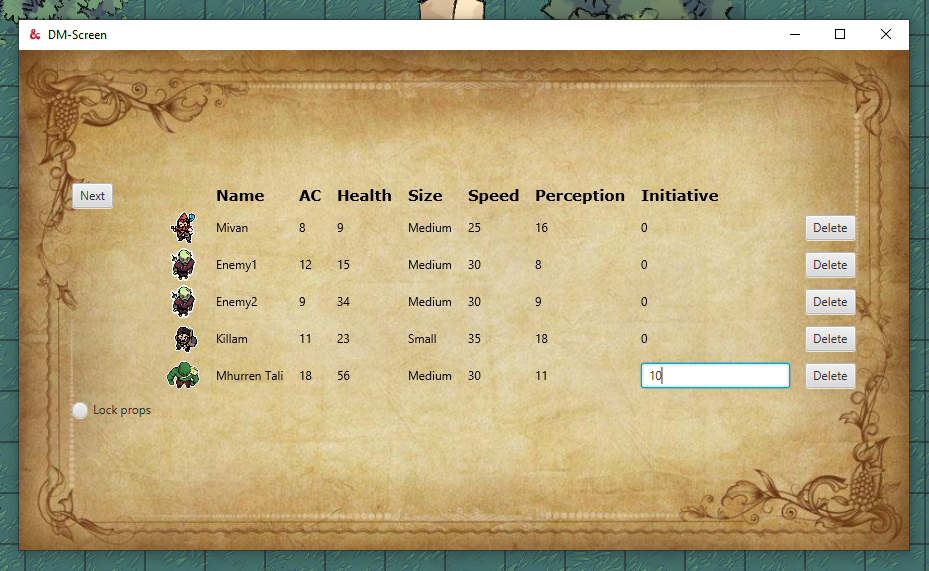 & DM-Screen
Next Name AC Health Size Speed Perception Initiative
Mivan 8 9 Medium 25 16 0 Delete
Enemy1 12 15 Medium 30 8 0 Delete
Enemy2 9 34 Medium 30 9 0 Delete
Killam 11 23 Small 35 18 0 Delete
Mhurren Tali 18 56 Medium 30 11 10 Delete
Lock props